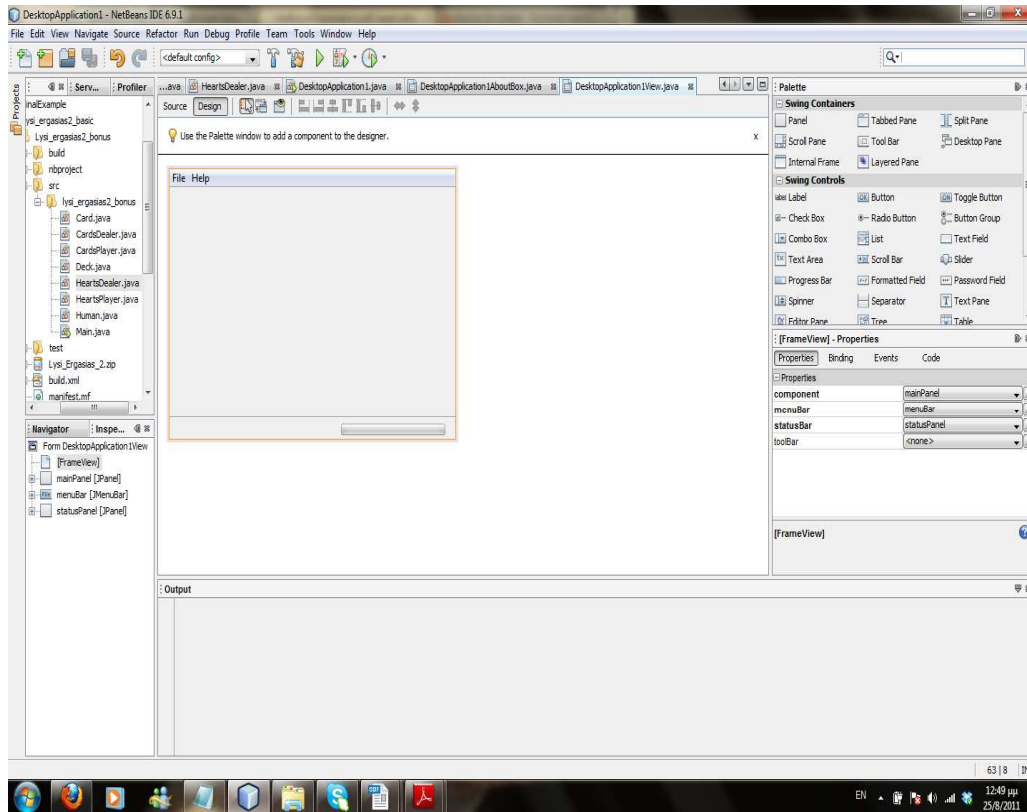 DesktopApplication1 - NetBeans IDE 6.9.1
File Edit View Navigate Source Refactor Run Debug Profile Team Tools Window Help
<default config>
Projects
Serv... Profiler
...ava HeartsDealer.java DesktopApplication1.java DesktopApplication1AboutBox.java DesktopApplication1View.java
Source Design
Use the Palette window to add a component to the designer. x
File Help
inalExample
ysi_ergasias2_basic
Lysi_ergasias2_bonus
build
nbproject
src
lysi_ergasias2_bonus
Card.java
CardsDealer.java
CardsPlayer.java
Deck.java
HeartsDealer.java
HeartsPlayer.java
Human.java
Main.java
test
Lysi_Ergasias_2.zip
build.xml
manifest.mf
Navigator Inspe...
Form DesktopApplication1View
[FrameView]
mainPanel [JPanel]
menuBar [JMenuBar]
statusPanel [JPanel]
Palette
Swing Containers
Panel Tabbed Pane Split Pane
Scroll Pane Tool Bar Desktop Pane
Internal Frame Layered Pane
Swing Controls
label Label Button Toggle Button
Check Box Radio Button Button Group
Combo Box List Text Field
Text Area Scroll Bar Slider
Progress Bar Formatted Field Password Field
Spinner Separator Text Pane
Editor Pane Tree Table
[FrameView] - Properties
Properties Binding Events Code
Properties
component mainPanel
menuBar menuBar
statusBar statusPanel
toolBar <none>
[FrameView]
Output
63|8
EN
12:49 μμ
25/8/2011